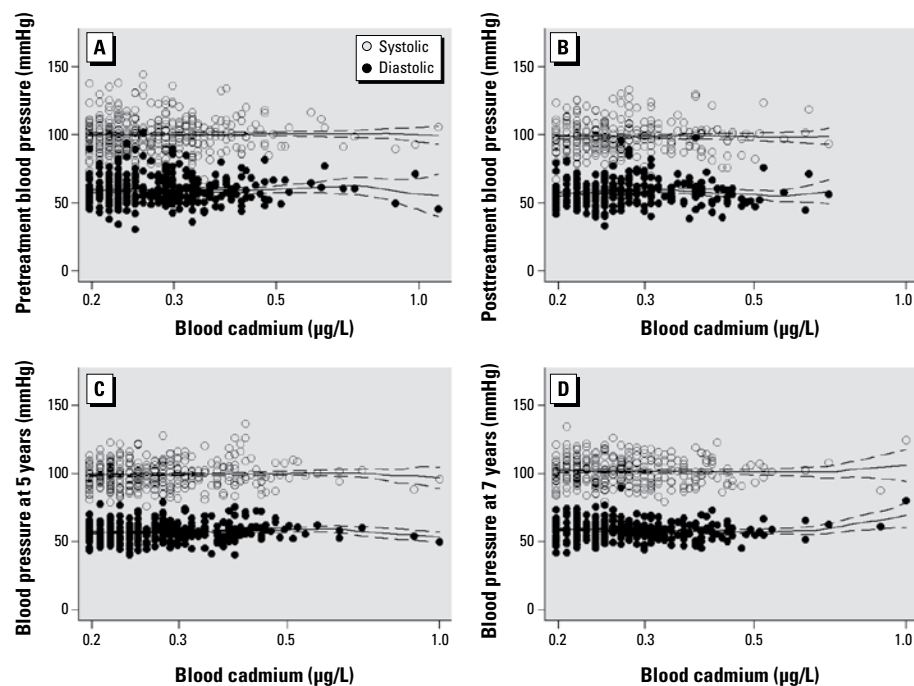 A
Systolic
Diastolic
Pretreatment blood pressure (mmHg)
150
100
50
0
0.2 0.3 0.5 1.0
Blood cadmium (µg/L)
B
Posttreatment blood pressure (mmHg)
150
100
50
0
0.2 0.3 0.5 1.0
Blood cadmium (µg/L)
C
Blood pressure at 5 years (mmHg)
150
100
50
0
0.2 0.3 0.5 1.0
Blood cadmium (µg/L)
D
Blood pressure at 7 years (mmHg)
150
100
50
0
0.2 0.3 0.5 1.0
Blood cadmium (µg/L)